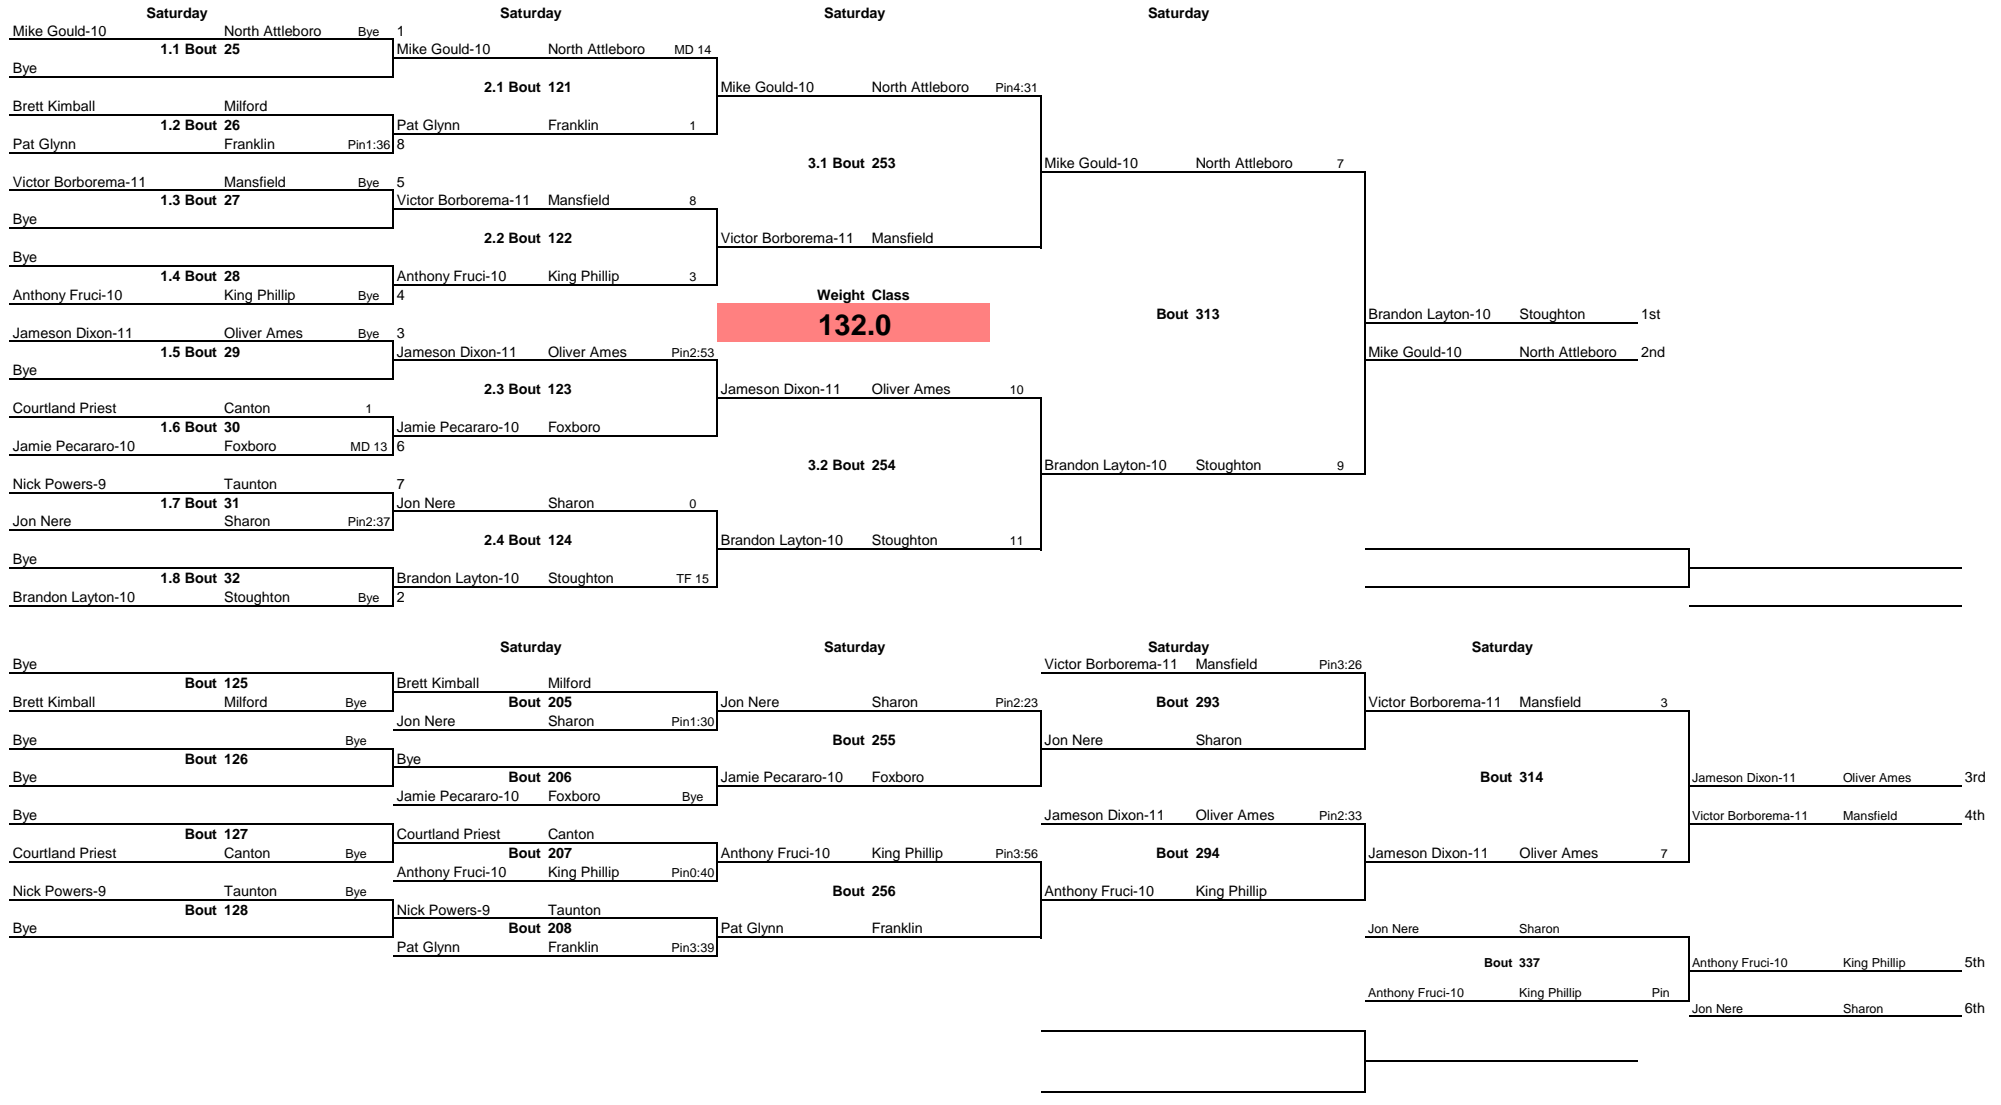 Saturday Saturday Saturday Saturday
Mike Gould-10 North Attleboro Bye 1
1.1 Bout 25 Mike Gould-10 North Attleboro MD 14
Bye
2.1 Bout 121 Mike Gould-10 North Attleboro Pin4:31
Brett Kimball Milford
1.2 Bout 26 Pat Glynn Franklin 1
Pat Glynn Franklin Pin1:36 8
3.1 Bout 253 Mike Gould-10 North Attleboro 7
Victor Borborema-11 Mansfield Bye 5
1.3 Bout 27 Victor Borborema-11 Mansfield 8
Bye
2.2 Bout 122 Victor Borborema-11 Mansfield
Bye
1.4 Bout 28 Anthony Fruci-10 King Phillip 3
Anthony Fruci-10 King Phillip Bye 4 Weight Class
132.0 Bout 313 Brandon Layton-10 Stoughton 1st
Jameson Dixon-11 Oliver Ames Bye 3
1.5 Bout 29 Jameson Dixon-11 Oliver Ames Pin2:53 Mike Gould-10 North Attleboro 2nd
Bye
2.3 Bout 123 Jameson Dixon-11 Oliver Ames 10
Courtland Priest Canton 1
1.6 Bout 30 Jamie Pecararo-10 Foxboro
Jamie Pecararo-10 Foxboro MD 13 6
3.2 Bout 254 Brandon Layton-10 Stoughton 9
Nick Powers-9 Taunton 7
1.7 Bout 31 Jon Nere Sharon 0
Jon Nere Sharon Pin2:37
2.4 Bout 124 Brandon Layton-10 Stoughton 11
Bye
1.8 Bout 32 Brandon Layton-10 Stoughton TF 15
Brandon Layton-10 Stoughton Bye 2
Saturday Saturday Saturday Saturday
Bye Victor Borborema-11 Mansfield Pin3:26
Bout 125 Brett Kimball Milford
Brett Kimball Milford Bye Bout 205 Jon Nere Sharon Pin2:23 Bout 293 Victor Borborema-11 Mansfield 3
Jon Nere Sharon Pin1:30
Bye Bye Bout 255 Jon Nere Sharon
Bout 126 Bye
Bye Bout 206 Jamie Pecararo-10 Foxboro Bout 314 Jameson Dixon-11 Oliver Ames 3rd
Jamie Pecararo-10 Foxboro Bye
Bye Jameson Dixon-11 Oliver Ames Pin2:33 Victor Borborema-11 Mansfield 4th
Bout 127 Courtland Priest Canton
Courtland Priest Canton Bye Bout 207 Anthony Fruci-10 King Phillip Pin3:56 Bout 294 Jameson Dixon-11 Oliver Ames 7
Anthony Fruci-10 King Phillip Pin0:40
Nick Powers-9 Taunton Bye Bout 256 Anthony Fruci-10 King Phillip
Bout 128 Nick Powers-9 Taunton
Bye Bout 208 Pat Glynn Franklin Jon Nere Sharon
Pat Glynn Franklin Pin3:39
Bout 337 Anthony Fruci-10 King Phillip 5th
Anthony Fruci-10 King Phillip Pin
Jon Nere Sharon 6th